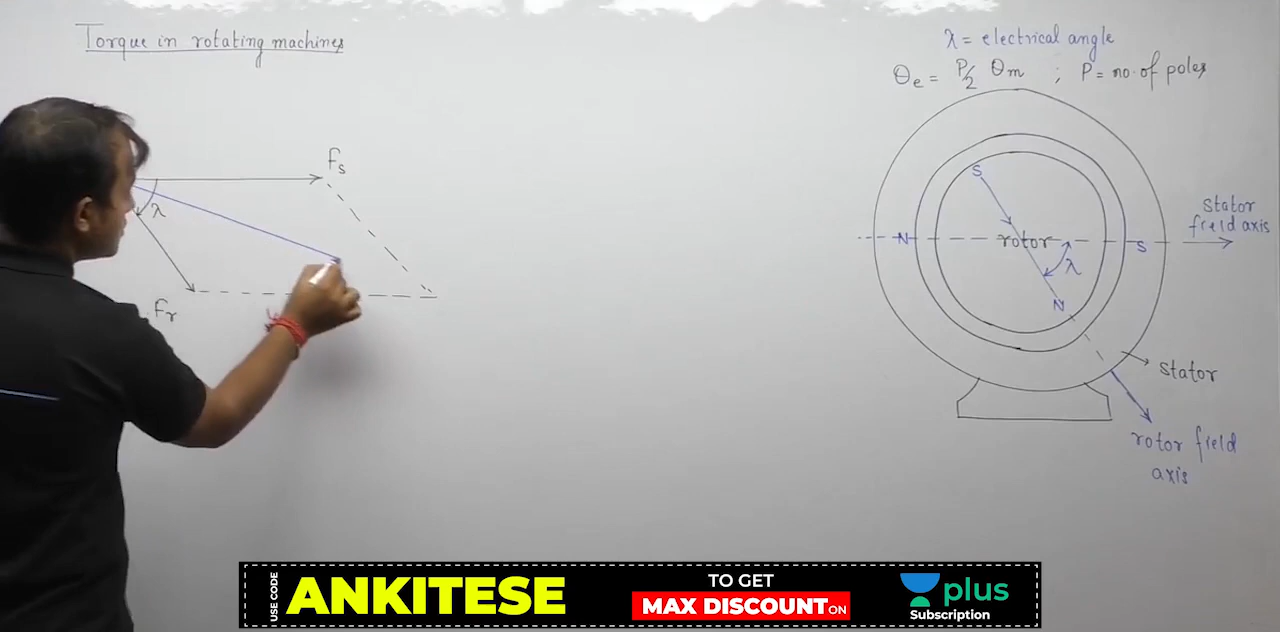 Torque in rotating machines
λ = electrical angle
θe = P/2 θm ; P = no. of poles
Fs
λ
Fr
S
N
rotor
S
λ
N
stator
field axis
stator
rotor field
axis
USE CODE
ANKITESE
TO GET
MAX DISCOUNT ON
plus
Subscription